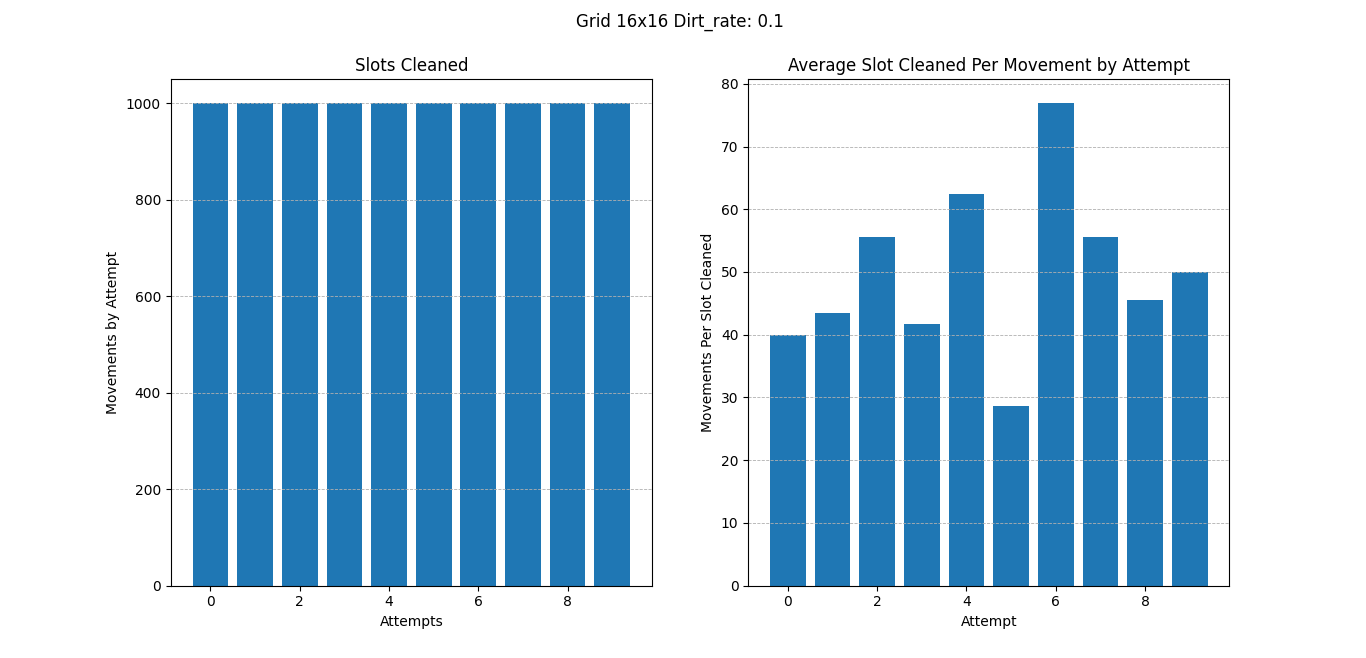 Grid 16x16 Dirt_rate: 0.1
Slots Cleaned
Movements by Attempt
1000
800
600
400
200
0
0 2 4 6 8
Attempts
Average Slot Cleaned Per Movement by Attempt
Movements Per Slot Cleaned
80
70
60
50
40
30
20
10
0
0 2 4 6 8
Attempt